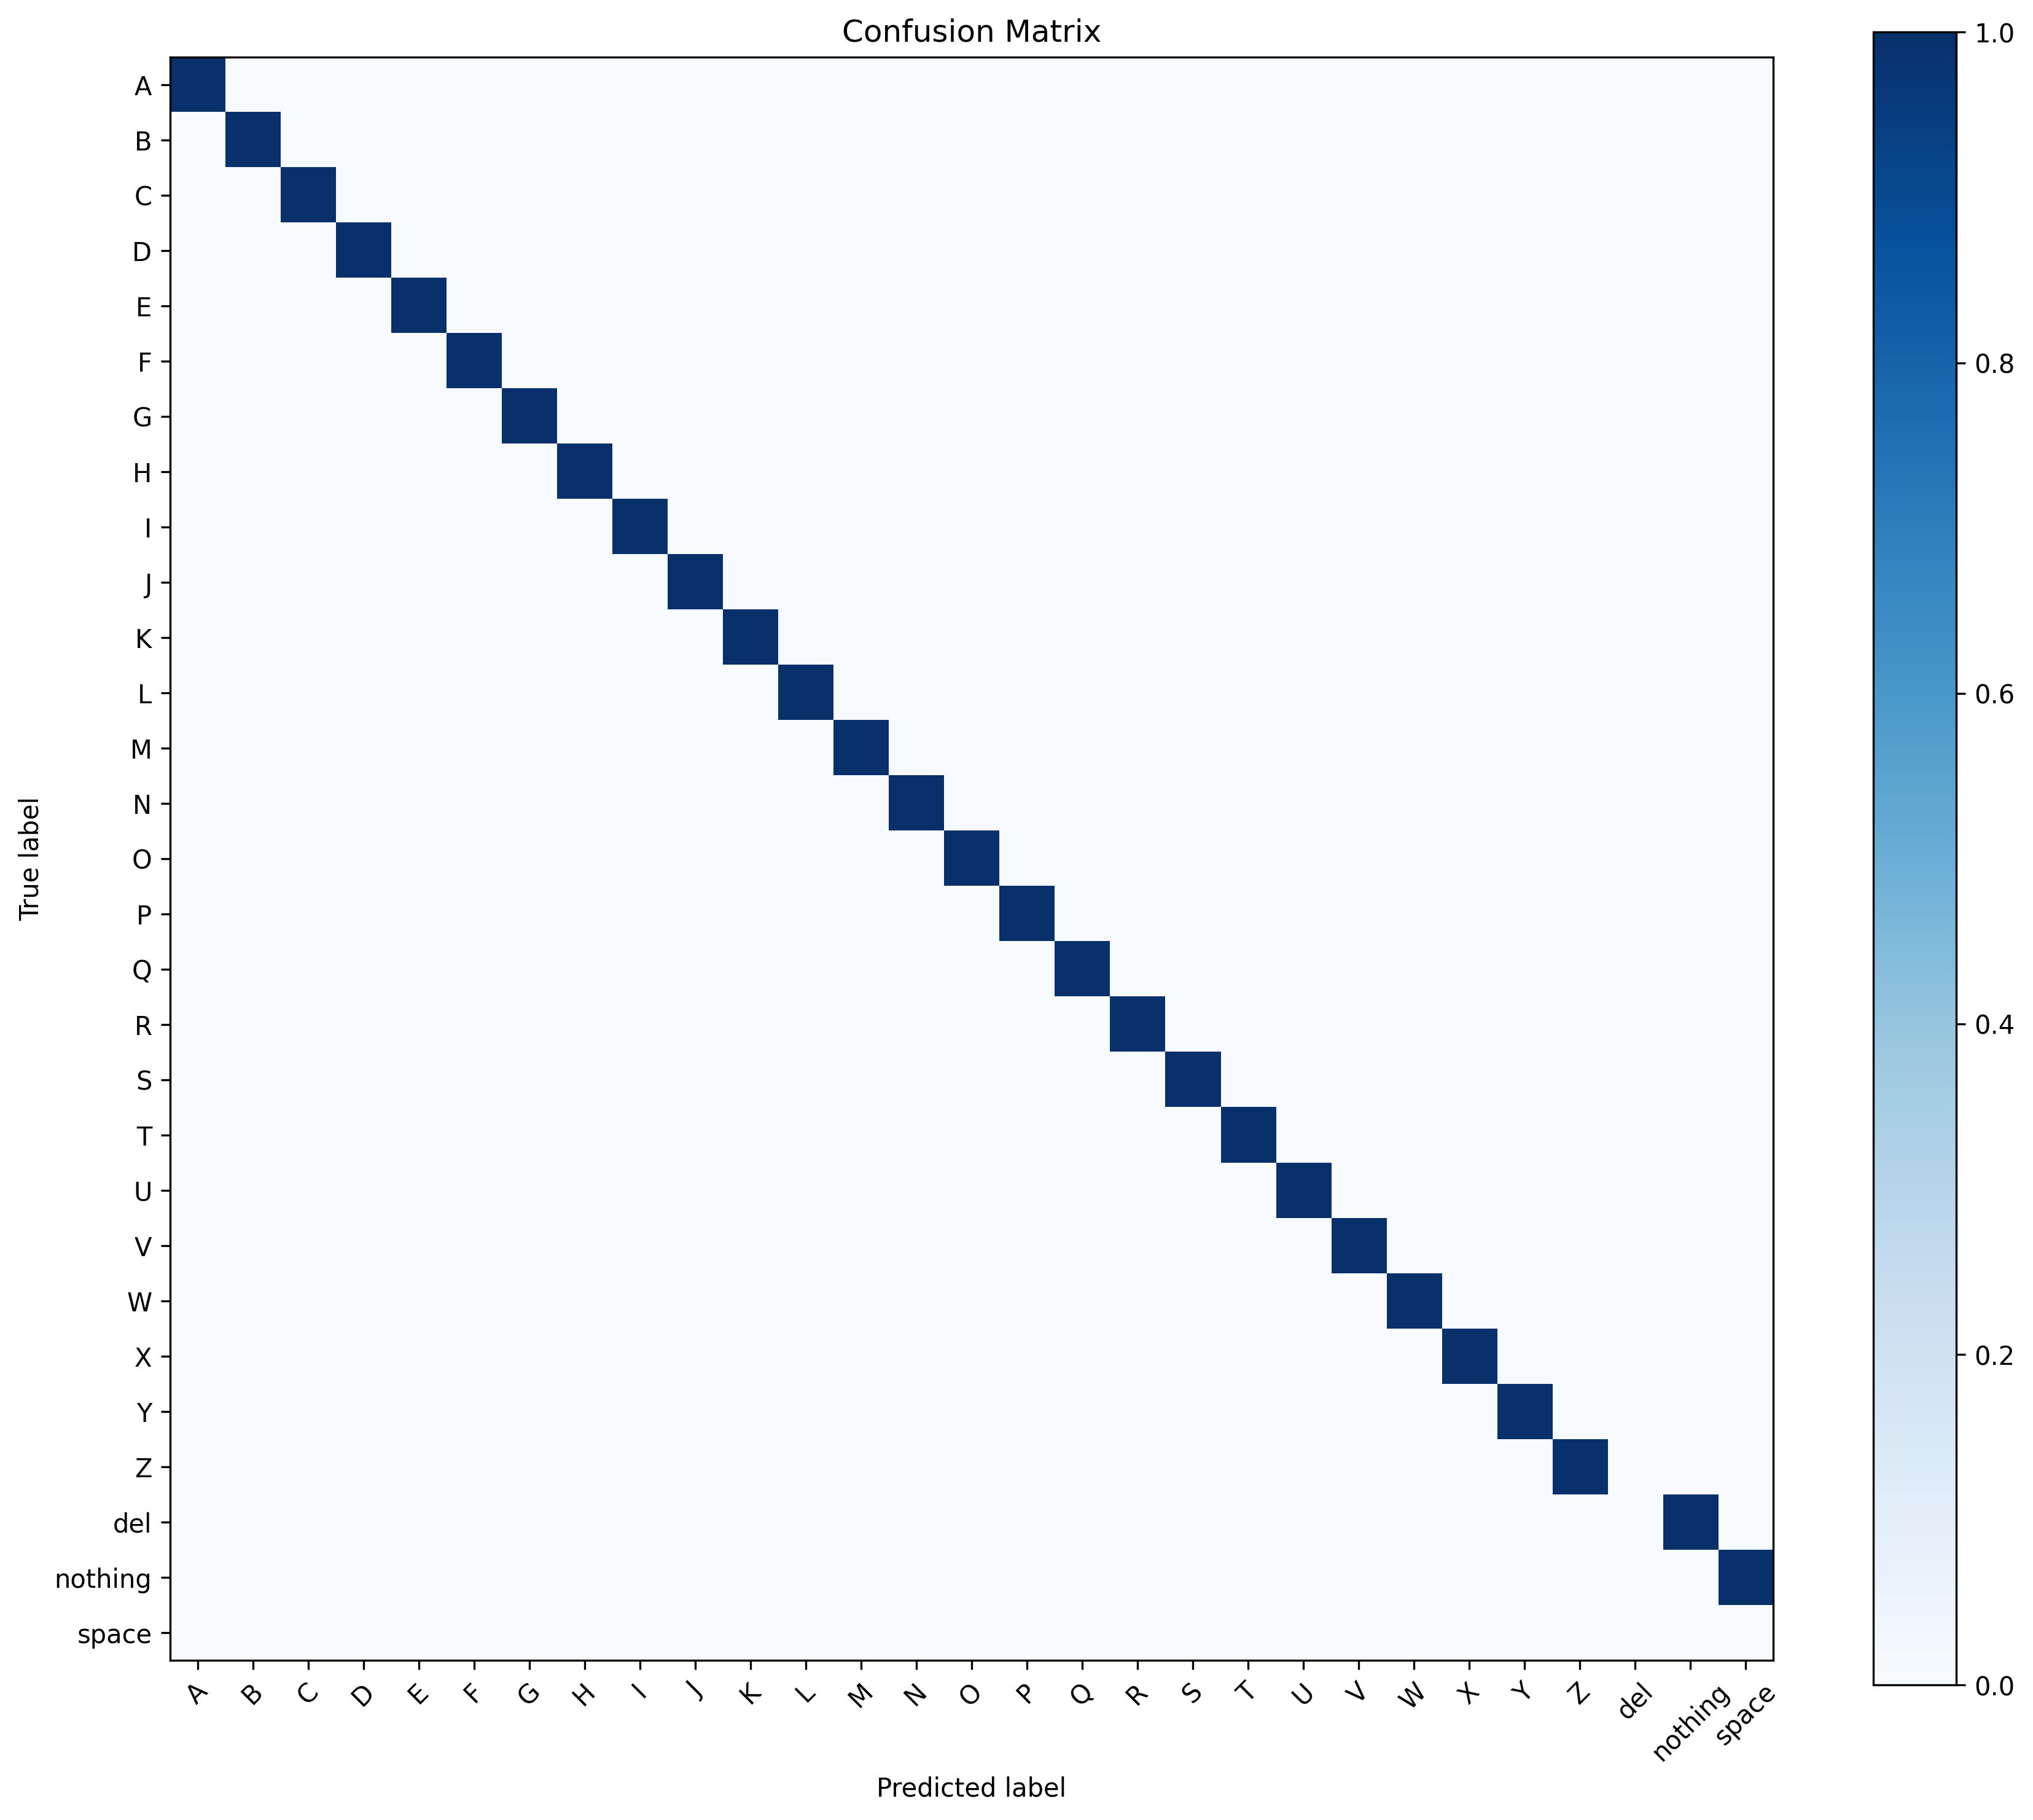 Confusion Matrix
A
B
C
D
E
F
G
H
I
J
K
L
M
N
O
P
Q
R
S
T
U
V
W
X
Y
Z
del
nothing
space
True label
A B C D E F G H I J K L M N O P Q R S T U V W X Y Z del nothing space
Predicted label
1.0
0.8
0.6
0.4
0.2
0.0